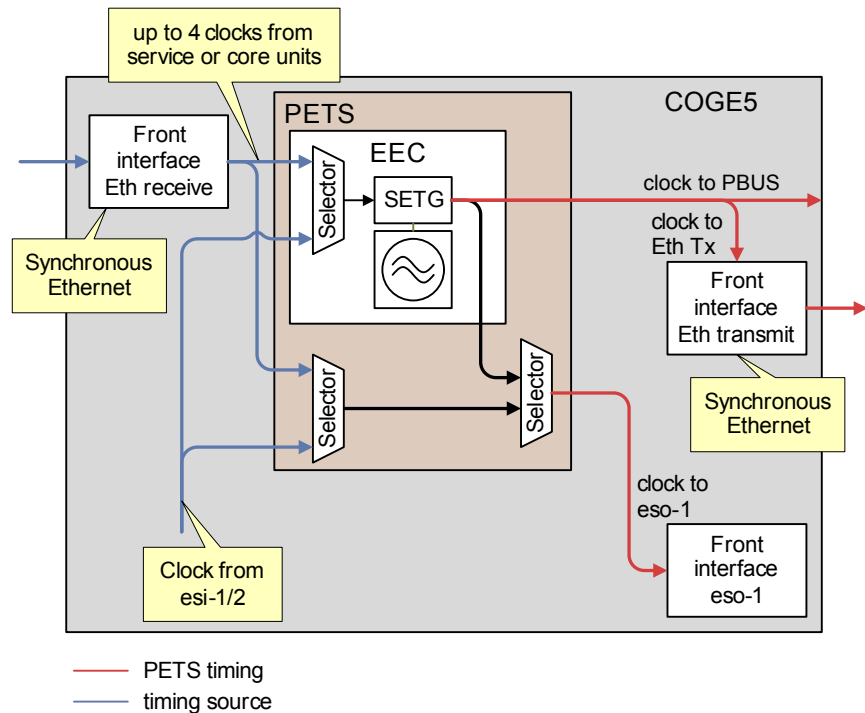 up to 4 clocks from
service or core units
COGE5
PETS
Front
interface
Eth receive
EEC
Selector
SETG
clock to PBUS
clock to
Eth Tx
Synchronous
Ethernet
Front
interface
Eth transmit
Selector
Selector
Synchronous
Ethernet
clock to
eso-1
Clock from
esi-1/2
Front
interface
eso-1
PETS timing
timing source